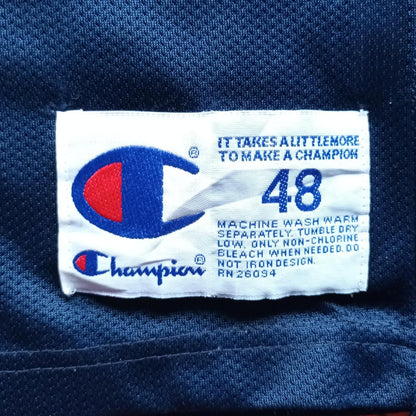 IT TAKES A LITTLE MORE
TO MAKE A CHAMPION
®
48
MACHINE WASH WARM
SEPARATELY. TUMBLE DRY
LOW. ONLY NON-CHLORINE
BLEACH WHEN NEEDED. DO
NOT IRON DESIGN.
RN 26094
Champion®